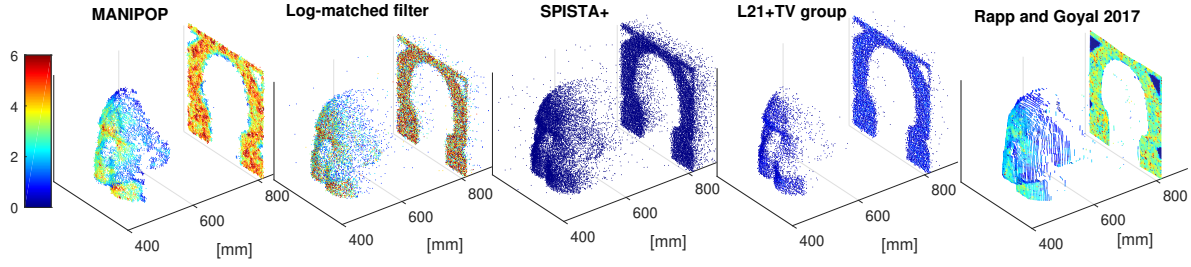 MANIPOP
Log-matched filter
SPISTA+
L21+TV group
Rapp and Goyal 2017
6
4
2
0
400
600
800
[mm]
400
600
800
[mm]
400
600
800
[mm]
400
600
800
[mm]
400
600
800
[mm]